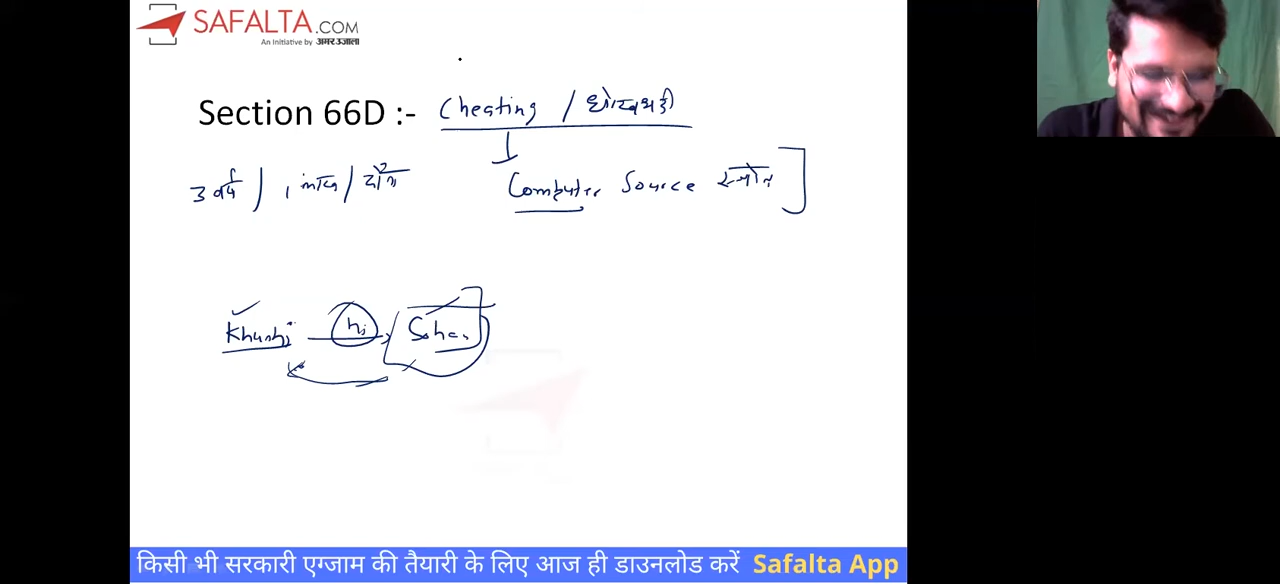 SAFALTA.COM
An Initiative by अमर उजाला
Section 66D :- Cheating / धोखाधड़ी
3 वर्ष / 1 लाख / दोनों
Computer Source स्त्रोत
Khushi hi Sohan
किसी भी सरकारी एग्जाम की तैयारी के लिए आज ही डाउनलोड करें Safalta App